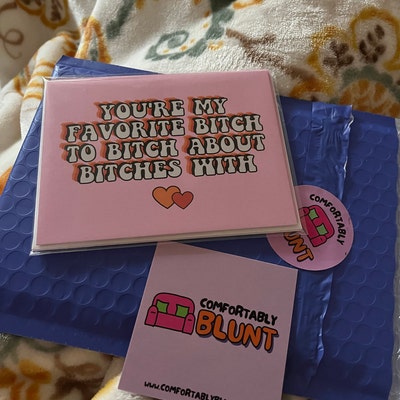 YOU'RE MY
FAVORITE BITCH
TO BITCH ABOUT
BITCHES WITH
COMFORTABLY
BLUNT
COMFORTABLY
BLUNT